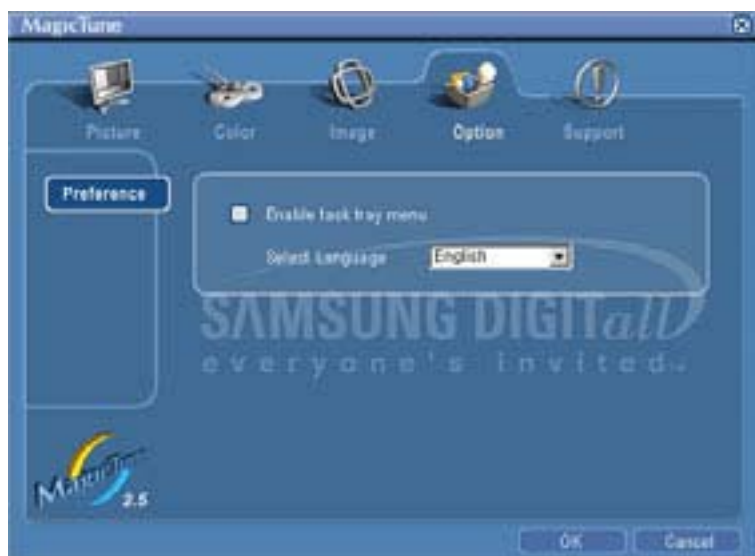 MagicTune
Picture Color Image Option Support
Preference
Enable task tray menu
Select Language English
SAMSUNG DIGITall
everyone's invited™
MagicTune
2.5
OK Cancel